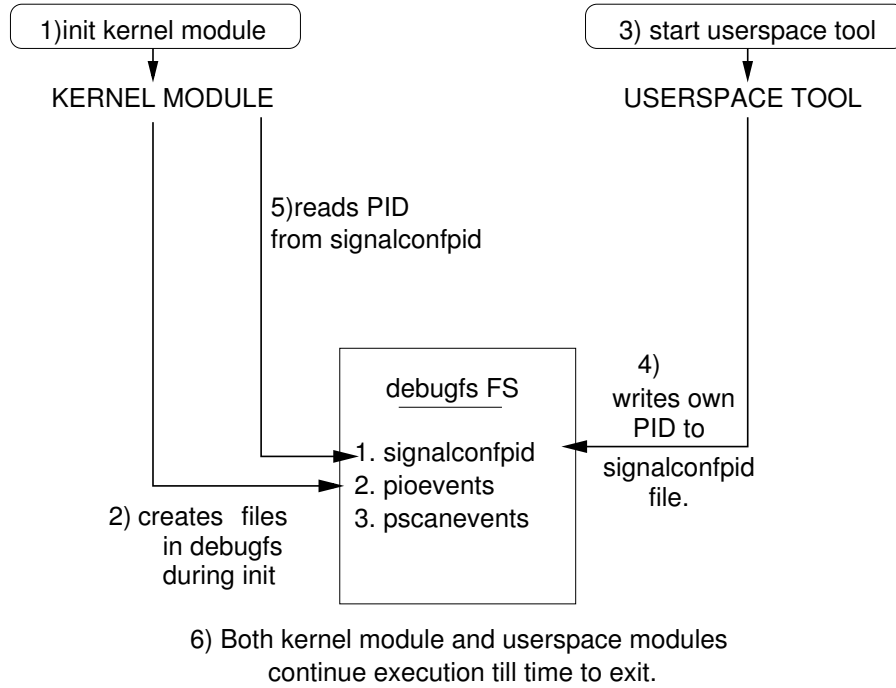 1)init kernel module
3) start userspace tool
KERNEL MODULE
USERSPACE TOOL
5)reads PID
from signalconfpid
debugfs FS
1. signalconfpid
2. pioevents
3. pscanevents
4)
writes own
PID to
signalconfpid
file.
2) creates files
in debugfs
during init
6) Both kernel module and userspace modules
continue execution till time to exit.